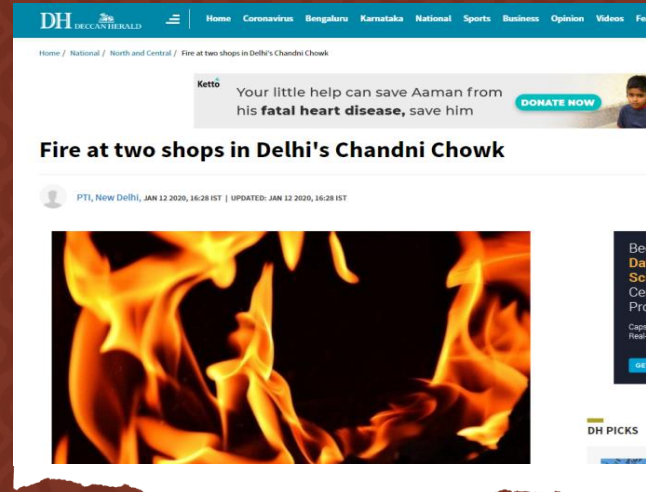 DH DECCAN HERALD Home Coronavirus Bengaluru Karnataka National Sports Business Opinion Videos
Home / National / North and Central / Fire at two shops in Delhi's Chandni Chowk
Ketto
Your little help can save Aaman from
his fatal heart disease, save him
DONATE NOW
Fire at two shops in Delhi's Chandni Chowk
PTI, New Delhi, JAN 12 2020, 16:28 IST | UPDATED: JAN 12 2020, 16:28 IST
DH PICKS